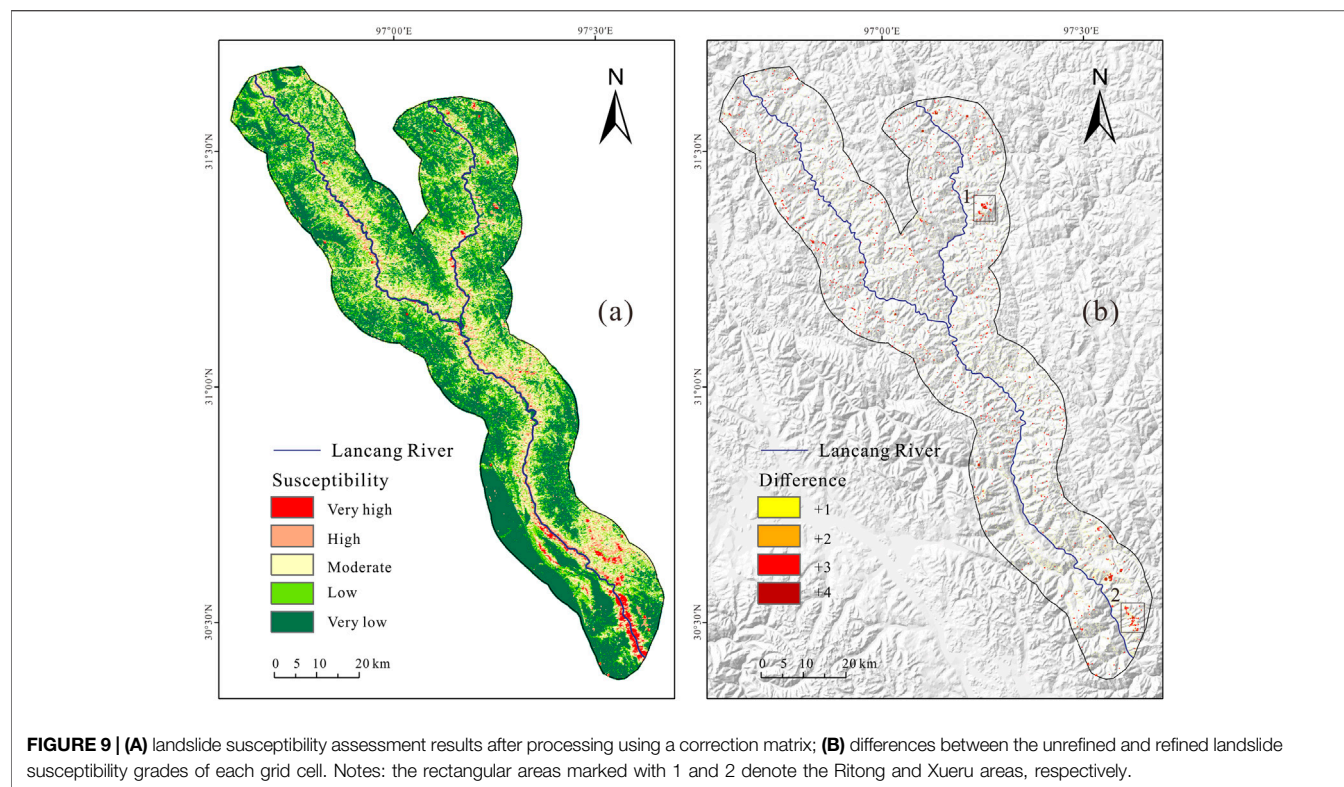 97°00'E
97°30'E
97°00'E
97°30'E
N
N
31°30'N
31°30'N
1
(a)
(b)
31°00'N
31°00'N
Lancang River
Susceptibility
Very high
High
Moderate
Low
Very low
Lancang River
Difference
+1
+2
+3
+4
2
30°30'N
30°30'N
0 5 10 20 km
0 5 10 20 km
FIGURE 9 | (A) landslide susceptibility assessment results after processing using a correction matrix; (B) differences between the unrefined and refined landslide
susceptibility grades of each grid cell. Notes: the rectangular areas marked with 1 and 2 denote the Ritong and Xueru areas, respectively.